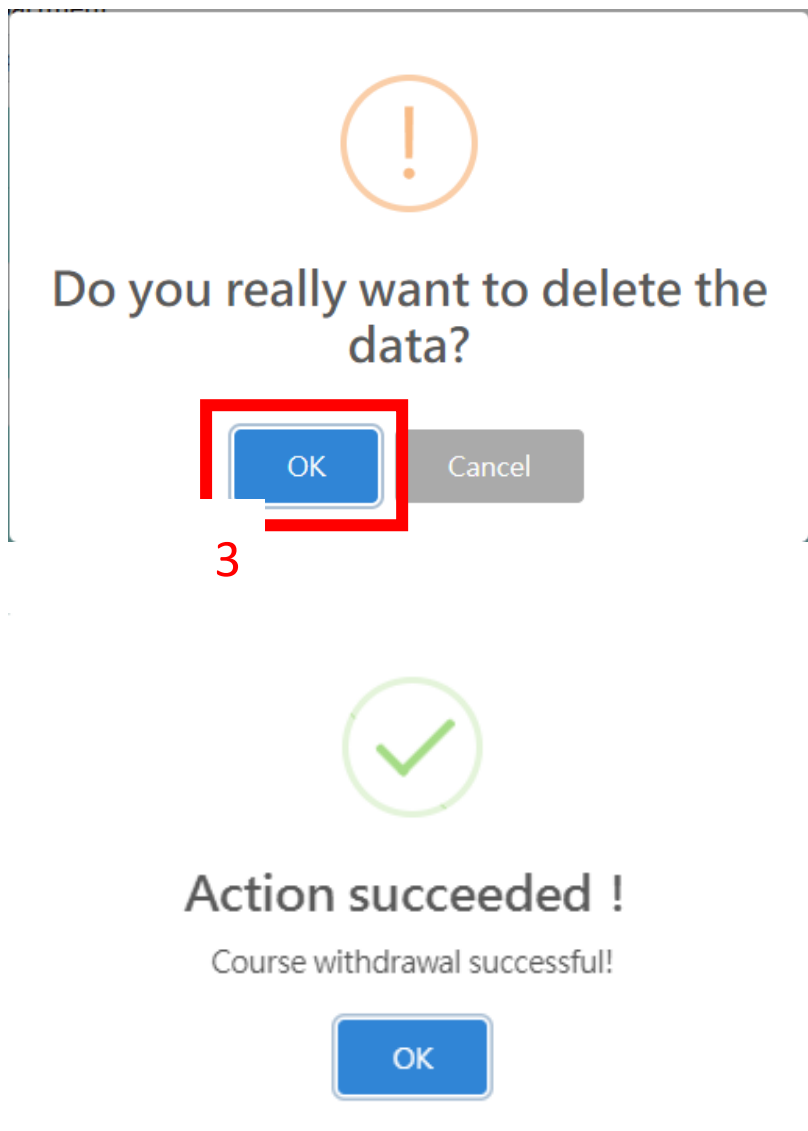 Do you really want to delete the
data?
OK Cancel
3
Action succeeded !
Course withdrawal successful!
OK